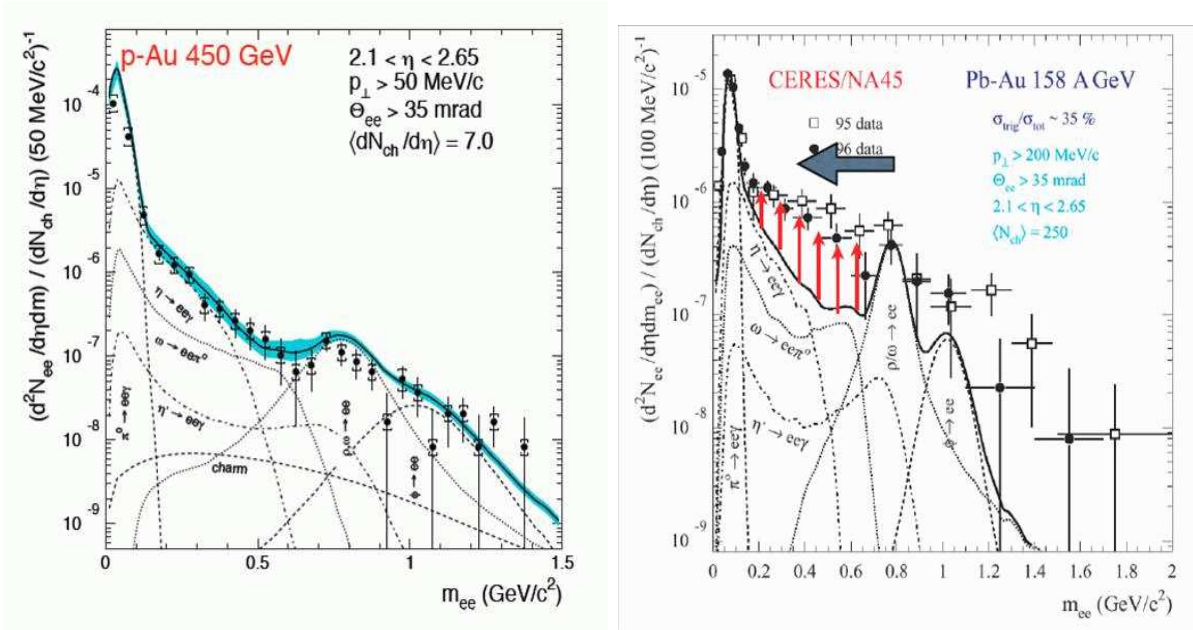 p-Au 450 GeV
2.1 < η < 2.65
p⊥ > 50 MeV/c
Θee > 35 mrad
⟨dNch /dη⟩ = 7.0
(d²Nee /dηdm) / (dNch /dη) (50 MeV/c²)⁻¹
10⁻⁴
10⁻⁵
10⁻⁶
10⁻⁷
10⁻⁸
10⁻⁹
η → eeγ
ω → eeπ⁰
η' → eeγ
π⁰ → eeγ
charm
ρ,ω → ee
φ → ee
0
0.5
1
1.5
mee (GeV/c²)
CERES/NA45
Pb-Au 158 A GeV
σtrig/σtot ~ 35 %
95 data
96 data
p⊥ > 200 MeV/c
Θee > 35 mrad
2.1 < η < 2.65
⟨Nch⟩ = 250
(d²Nee /dηdmee) / (dNch /dη) (100 MeV/c²)⁻¹
10⁻⁵
10⁻⁶
10⁻⁷
10⁻⁸
10⁻⁹
η → eeγ
ω → eeπ⁰
η' → eeγ
π⁰ → eeγ
ρ/ω → ee
φ → ee
0
0.2
0.4
0.6
0.8
1
1.2
1.4
1.6
1.8
2
mee (GeV/c²)